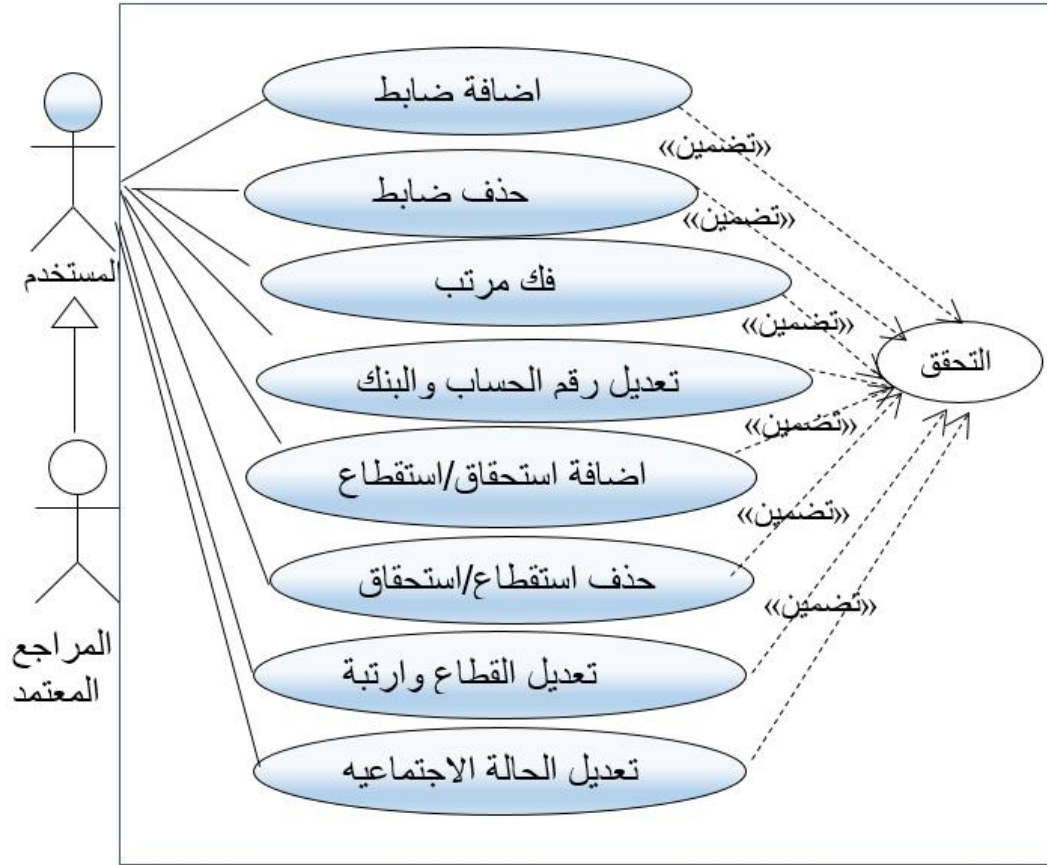 اضافة ضابط
«تضمين»
حذف ضابط
«تضمين»
المستخدم
فك مرتب
«تضمين»
التحقق
تعديل رقم الحساب والبنك
«تضمين»
اضافة استحقاق/استقطاع
«تضمين»
حذف استقطاع/استحقاق
«تضمين»
المراجع
المعتمد
تعديل القطاع وارتبة
تعديل الحالة الاجتماعيه